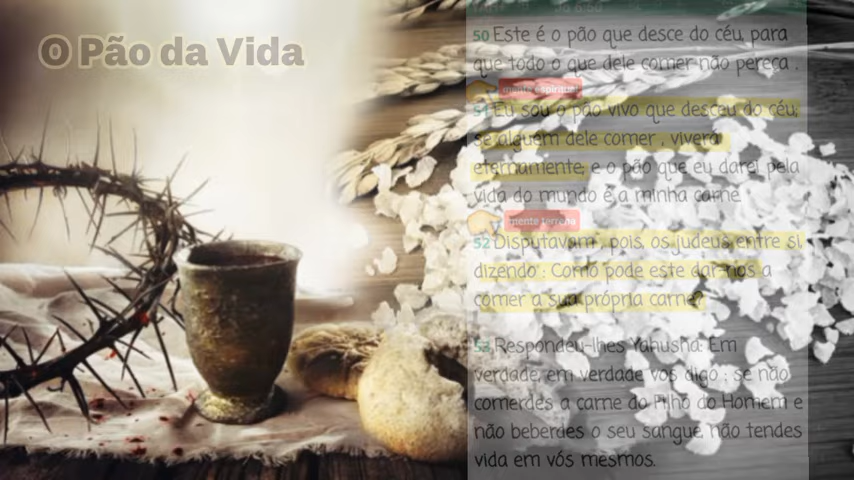 O Pão da Vida
50 Este é o pão que desce do céu, para
que todo o que dele comer não pereça .
mente espiritual
51 Eu sou o pão vivo que desceu do céu;
se alguém dele comer , viverá
eternamente; e o pão que eu darei pela
vida do mundo é a minha carne
mente terrena
52 Disputavam , pois, os judeus entre si,
dizendo : Como pode este dar-nos a
comer a sua própria carne?
53 Respondeu-lhes Yahusha: Em
verdade, em verdade vos digo : se não
comerdes a carne do Filho do Homem e
não beberdes o seu sangue, não tendes
vida em vós mesmos.